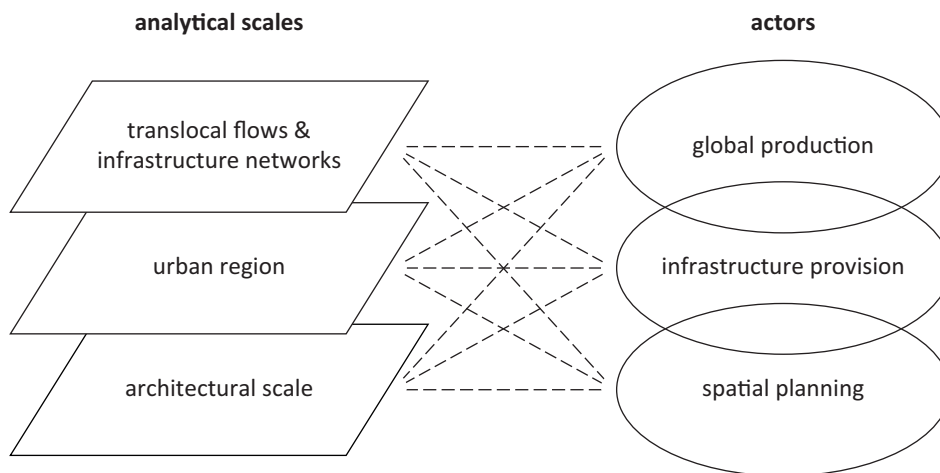 analytical scales
actors
translocal flows &
infrastructure networks
global production
urban region
infrastructure provision
architectural scale
spatial planning